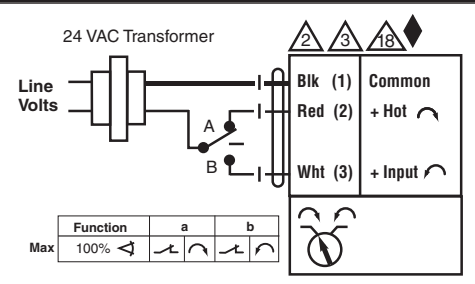 24 VAC Transformer
2 3 18
Line
Volts
Blk (1) Common
Red (2) + Hot
A
B
Wht (3) + Input
Function a b
Max 100%